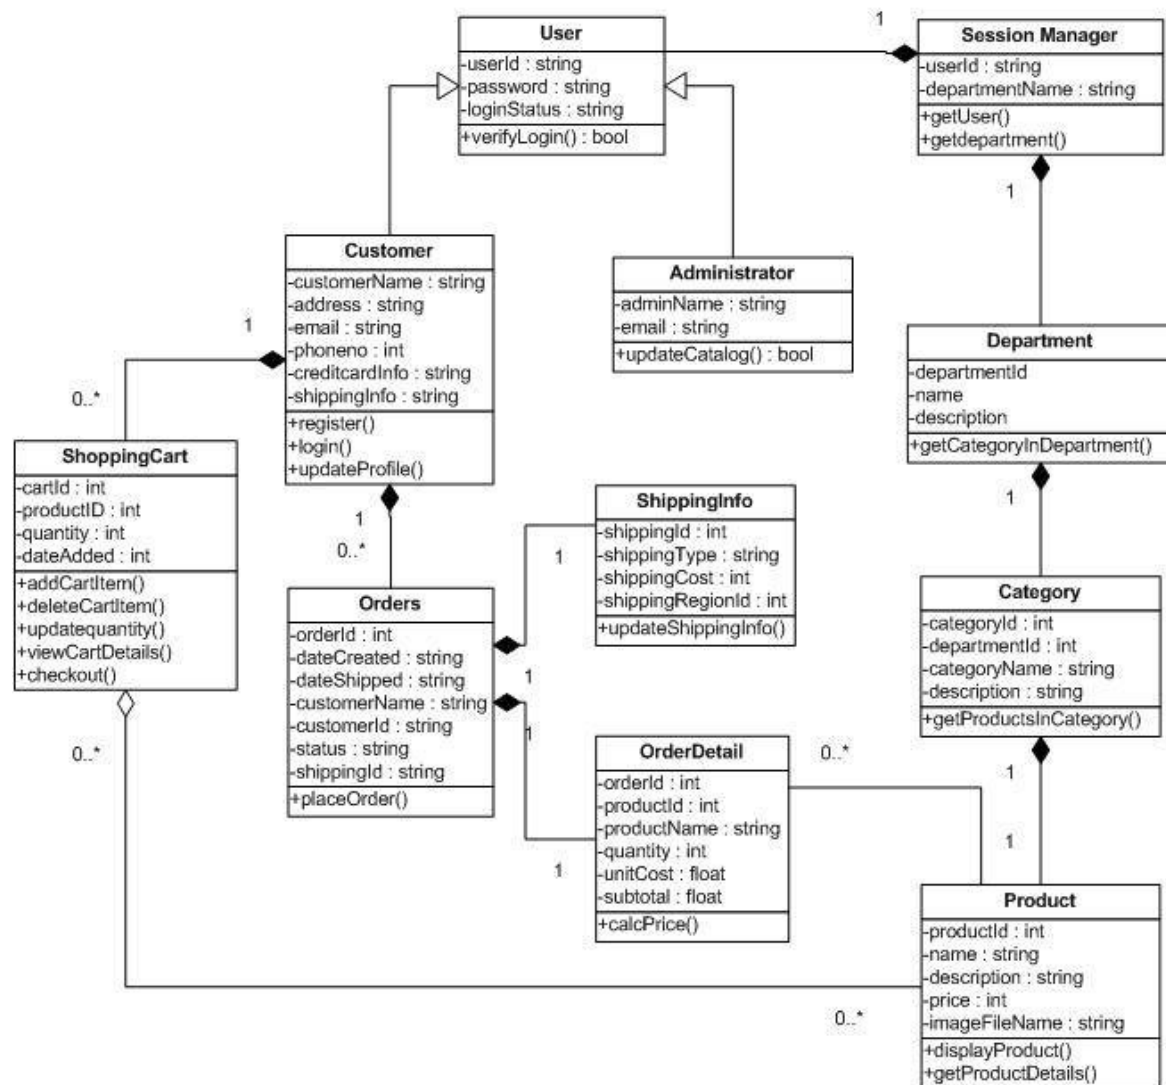 User
-userId : string
-password : string
-loginStatus : string
+verifyLogin() : bool
1
Session Manager
-userId : string
-departmentName : string
+getUser()
+getdepartment()
1
Customer
-customerName : string
-address : string
-email : string
-phoneno : int
-creditcardInfo : string
-shippingInfo : string
+register()
+login()
+updateProfile()
Administrator
-adminName : string
-email : string
+updateCatalog() : bool
Department
-departmentId
-name
-description
+getCategoryInDepartment()
1
1
0..*
ShoppingCart
-cartId : int
-productID : int
-quantity : int
-dateAdded : int
+addCartItem()
+deleteCartItem()
+updatequantity()
+viewCartDetails()
+checkout()
0..*
1
0..*
Orders
-orderId : int
-dateCreated : string
-dateShipped : string
-customerName : string
-customerId : string
-status : string
-shippingId : string
+placeOrder()
1
1
ShippingInfo
-shippingId : int
-shippingType : string
-shippingCost : int
-shippingRegionId : int
+updateShippingInfo()
1
Category
-categoryId : int
-departmentId : int
-categoryName : string
-description : string
+getProductsInCategory()
1
1
OrderDetail
-orderId : int
-productId : int
-productName : string
-quantity : int
-unitCost : float
-subtotal : float
+calcPrice()
1
0..*
Product
-productId : int
-name : string
-description : string
-price : int
-imageFileName : string
+displayProduct()
+getProductDetails()
0..*